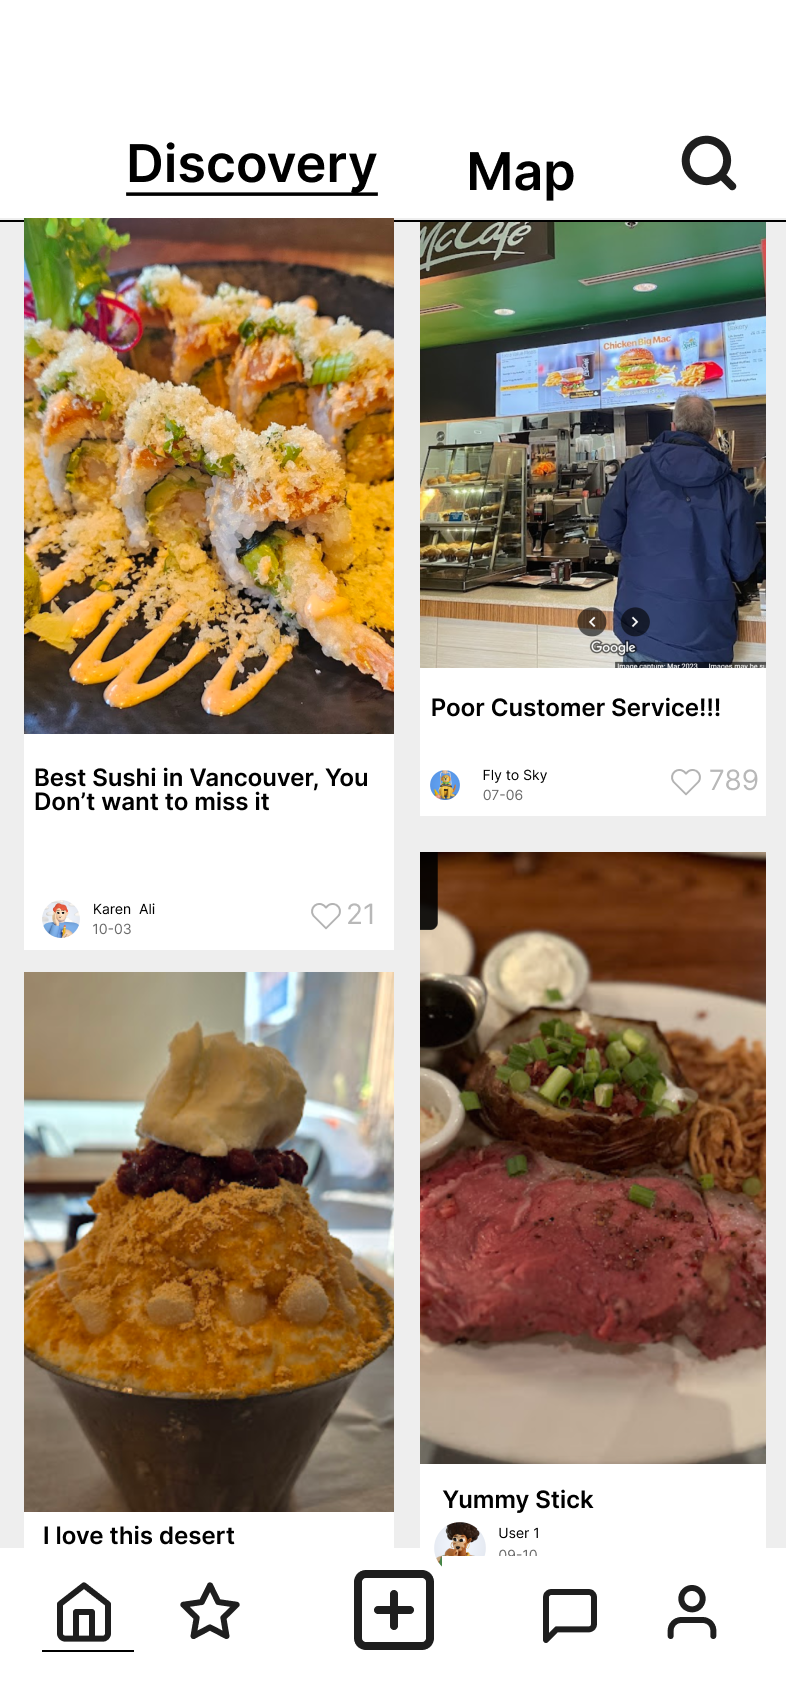 Discovery
Map
McCafé
Chicken Big Mac
Google
Image capture: Mar 2023
Images may be su
Poor Customer Service!!!
Fly to Sky
07-06
789
Best Sushi in Vancouver, You
Don’t want to miss it
Karen Ali
10-03
21
I love this desert
Yummy Stick
User 1
09-10